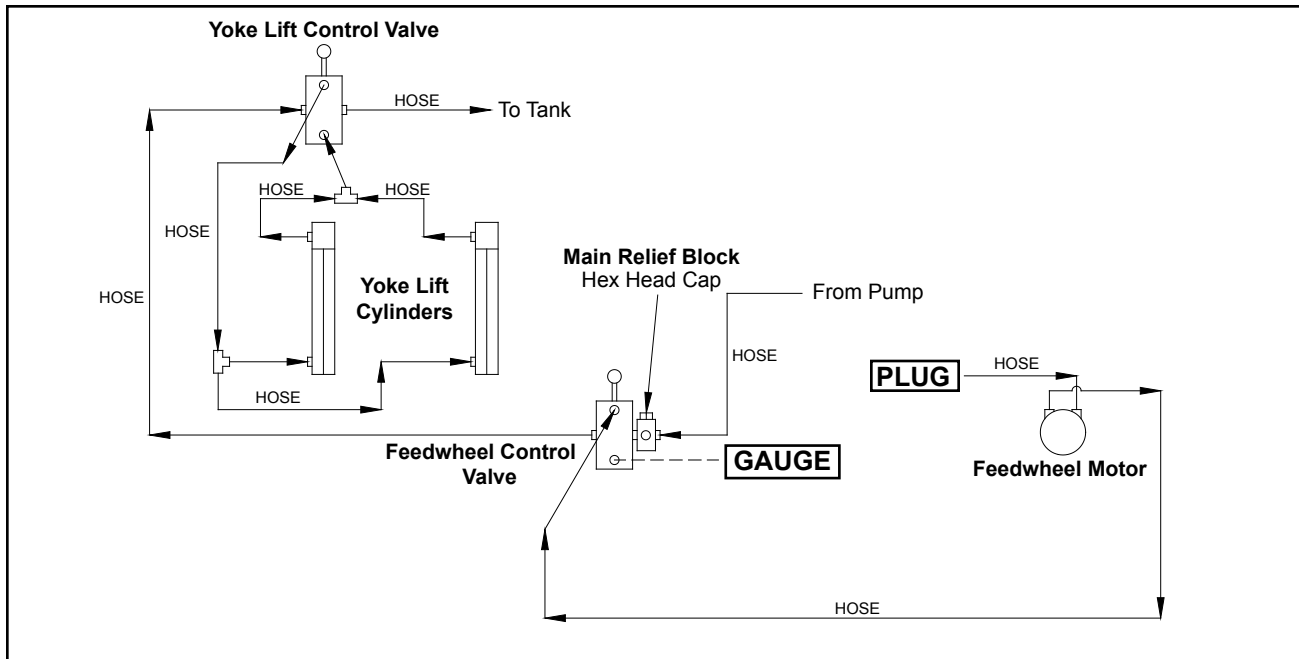 Yoke Lift Control Valve
HOSE
To Tank
HOSE
HOSE
HOSE
HOSE
Yoke Lift
Cylinders
HOSE
Main Relief Block
Hex Head Cap
From Pump
HOSE
PLUG
HOSE
Feedwheel Control
Valve
GAUGE
Feedwheel Motor
HOSE